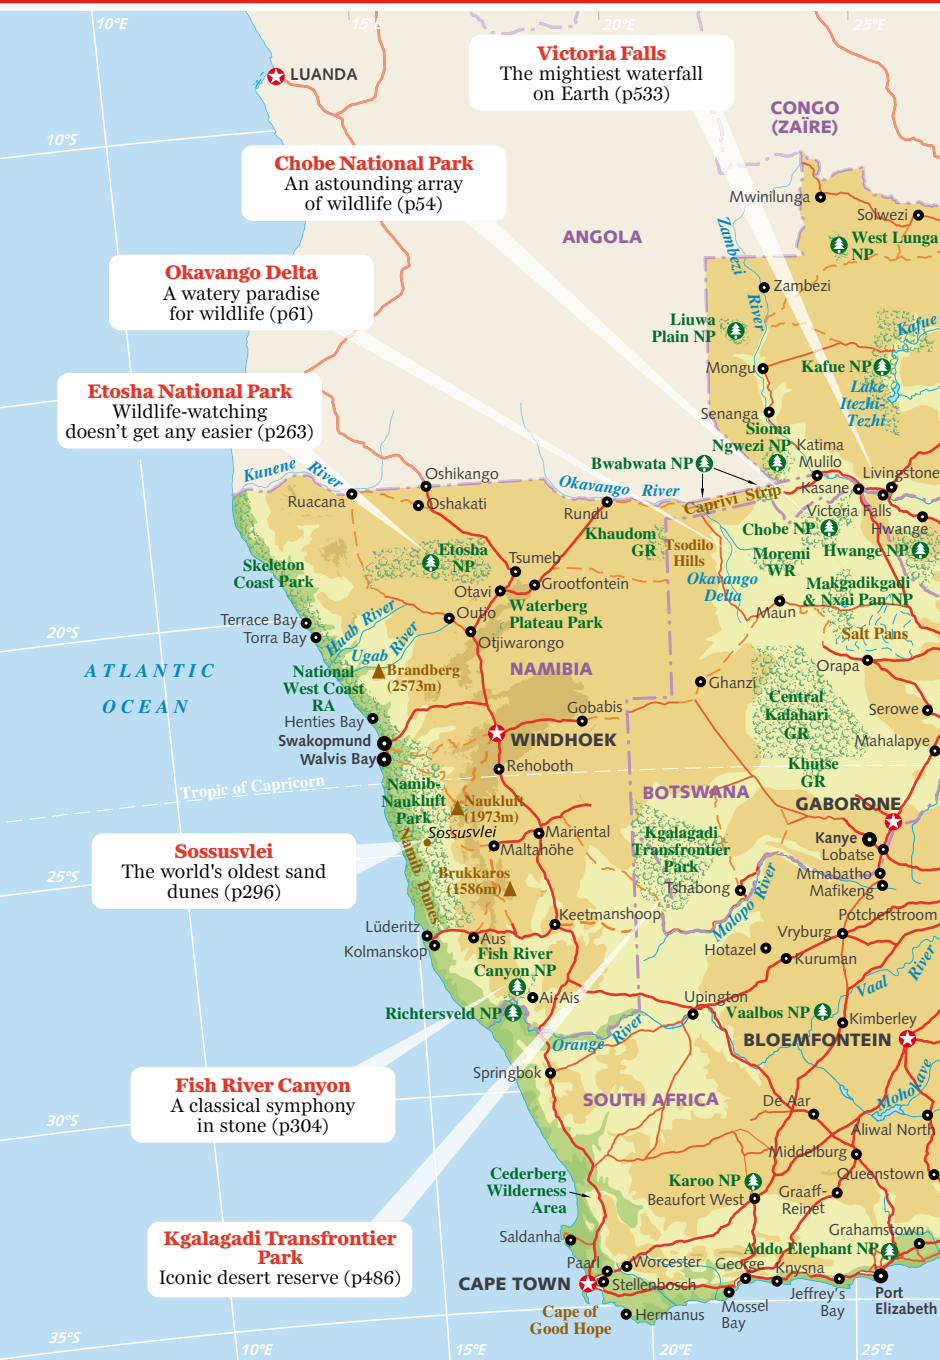 10°E
15°E
20°E
25°E
Victoria Falls
The mightiest waterfall
on Earth (p533)
LUANDA
CONGO
(ZAÏRE)
10°S
Chobe National Park
An astounding array
of wildlife (p54)
Mwinilunga
Solwezi
ANGOLA
Zambezi
River
West Lunga
NP
Okavango Delta
A watery paradise
for wildlife (p61)
Zambezi
Liuwa
Plain NP
Kafue
Mongu
Kafue NP
Lake
Itezhi-
Tezhi
Etosha National Park
Wildlife-watching
doesn't get any easier (p263)
Senanga
Sioma
Ngwezi NP
Katima
Mulilo
Kunene River
Bwabwata NP
Oshikango
Okavango River
Livingstone
Kasane
Caprivi Strip
Ruacana
Oshakati
Rundu
Victoria Falls
Khaudom
GR
Chobe NP
Hwange
Tsodilo
Hills
Etosha
NP
Moremi
WR
Hwange NP
Skeleton
Coast Park
Tsumeb
Okavango
Delta
Grootfontein
Otavi
Makgadikgadi
& Nxai Pan NP
Waterberg
Plateau Park
Outjo
Maun
Terrace Bay
Huab River
20°S
Torra Bay
Otjiwarongo
Salt Pans
Ugab River
ATLANTIC
OCEAN
Brandberg
(2573m)
NAMIBIA
Orapa
National
West Coast
RA
Ghanzi
Central
Kalahari
GR
Henties Bay
Gobabis
Serowe
Swakopmund
WINDHOEK
Mahalapye
Walvis Bay
Rehoboth
Khutse
GR
Tropic of Capricorn
Namib-
Naukluft
Park
BOTSWANA
Naukluft
(1973m)
GABORONE
Sossusvlei
Mariental
Kgalagadi
Transfrontier
Park
Kanye
Maltahöhe
Lobatse
Sossusvlei
The world's oldest sand
dunes (p296)
Namib Dunes
Brukkaros
(1586m)
25°S
Mmabatho
Tshabong
Mafikeng
Molopo River
Keetmanshoop
Potchefstroom
Lüderitz
Aus
Vryburg
Kolmanskop
Hotazel
Kuruman
Fish River
Canyon NP
Vaal River
Ai-Ais
Upington
Richtersveld NP
Vaalbos NP
Kimberley
Orange River
BLOEMFONTEIN
Springbok
Fish River Canyon
A classical symphony
in stone (p304)
SOUTH AFRICA
De Aar
Mohokave
30°S
Aliwal North
Middelburg
Cederberg
Wilderness
Area
Karoo NP
Queenstown
Beaufort West
Graaff-
Reinet
Kgalagadi Transfrontier
Park
Iconic desert reserve (p486)
Saldanha
Grahamstown
Addo Elephant NP
Paarl
Worcester
George
Knysna
CAPE TOWN
Stellenbosch
Jeffrey's
Bay
Port
Elizabeth
Mossel
Bay
Cape of
Good Hope
Hermanus
35°S
10°E
15°E
20°E
25°E